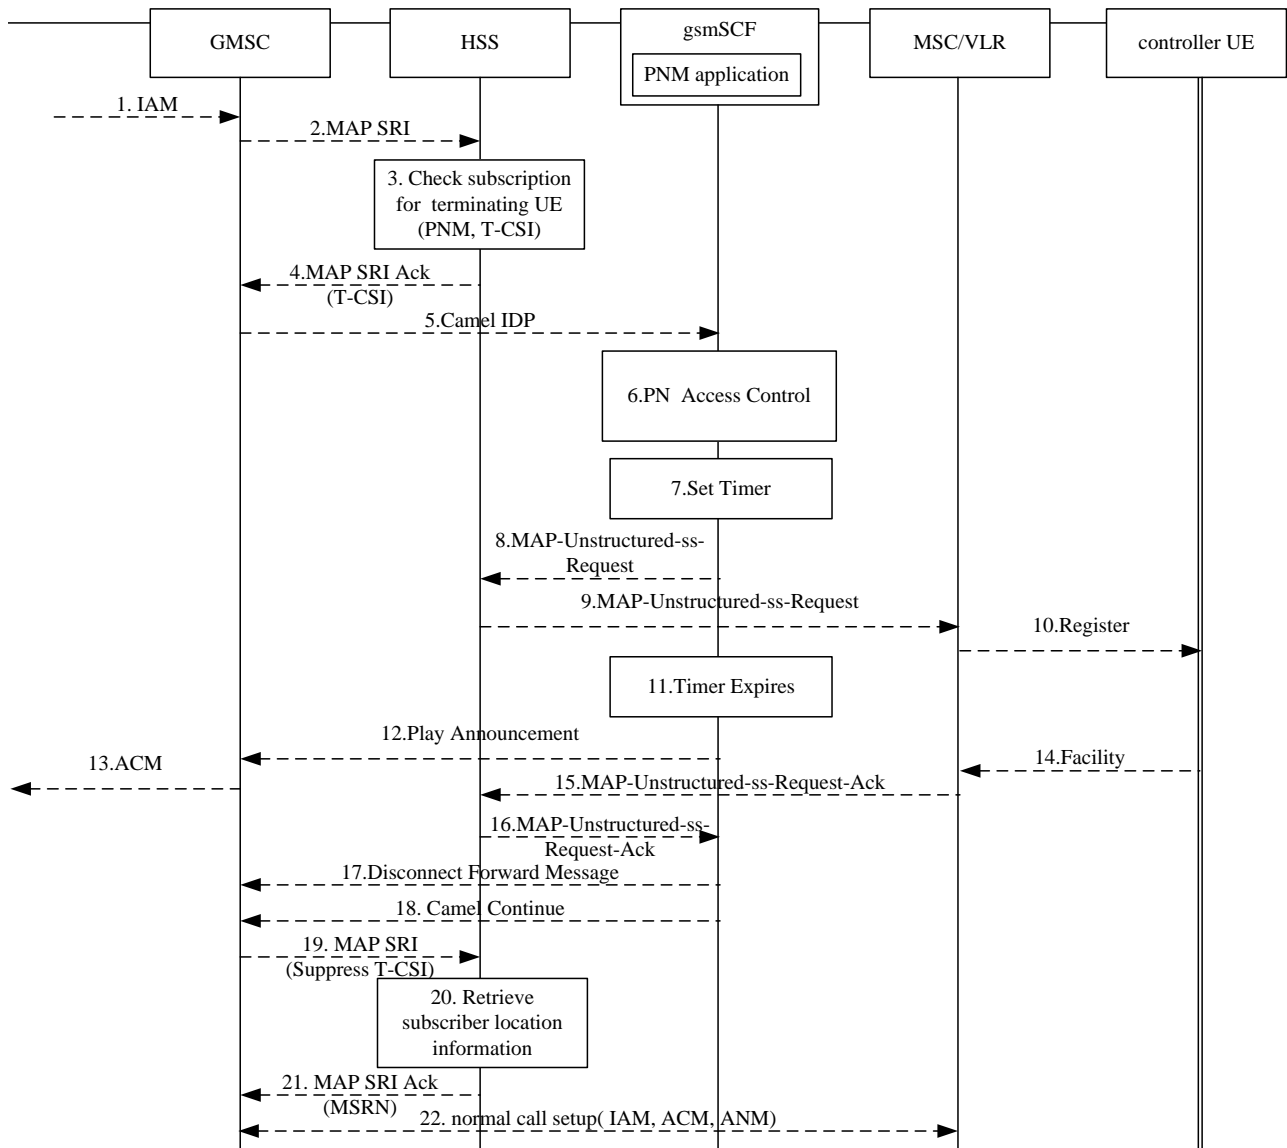 GMSC
HSS
gsmSCF
PNM application
MSC/VLR
controller UE
1. IAM
2.MAP SRI
3. Check subscription
for terminating UE
(PNM, T-CSI)
4.MAP SRI Ack
(T-CSI)
5.Camel IDP
6.PN Access Control
7.Set Timer
8.MAP-Unstructured-ss-
Request
9.MAP-Unstructured-ss-Request
10.Register
11.Timer Expires
12.Play Announcement
13.ACM
14.Facility
15.MAP-Unstructured-ss-Request-Ack
16.MAP-Unstructured-ss-
Request-Ack
17.Disconnect Forward Message
18. Camel Continue
19. MAP SRI
(Suppress T-CSI)
20. Retrieve
subscriber location
information
21. MAP SRI Ack
(MSRN)
22. normal call setup( IAM, ACM, ANM)